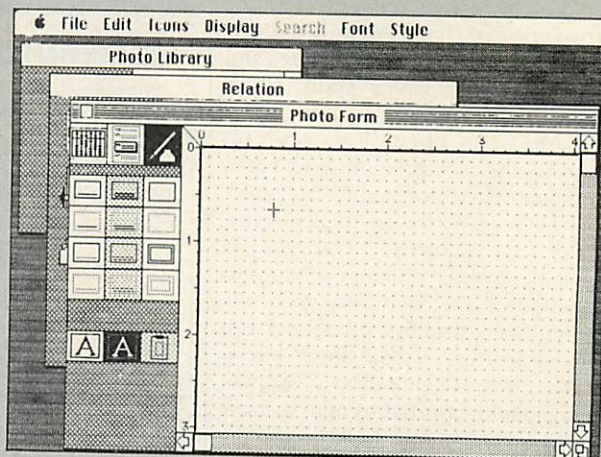 File Edit Icons Display Search Font Style
Photo Library
Relation
Photo Form
0 1 2 3 4
0
1
2
3
A A